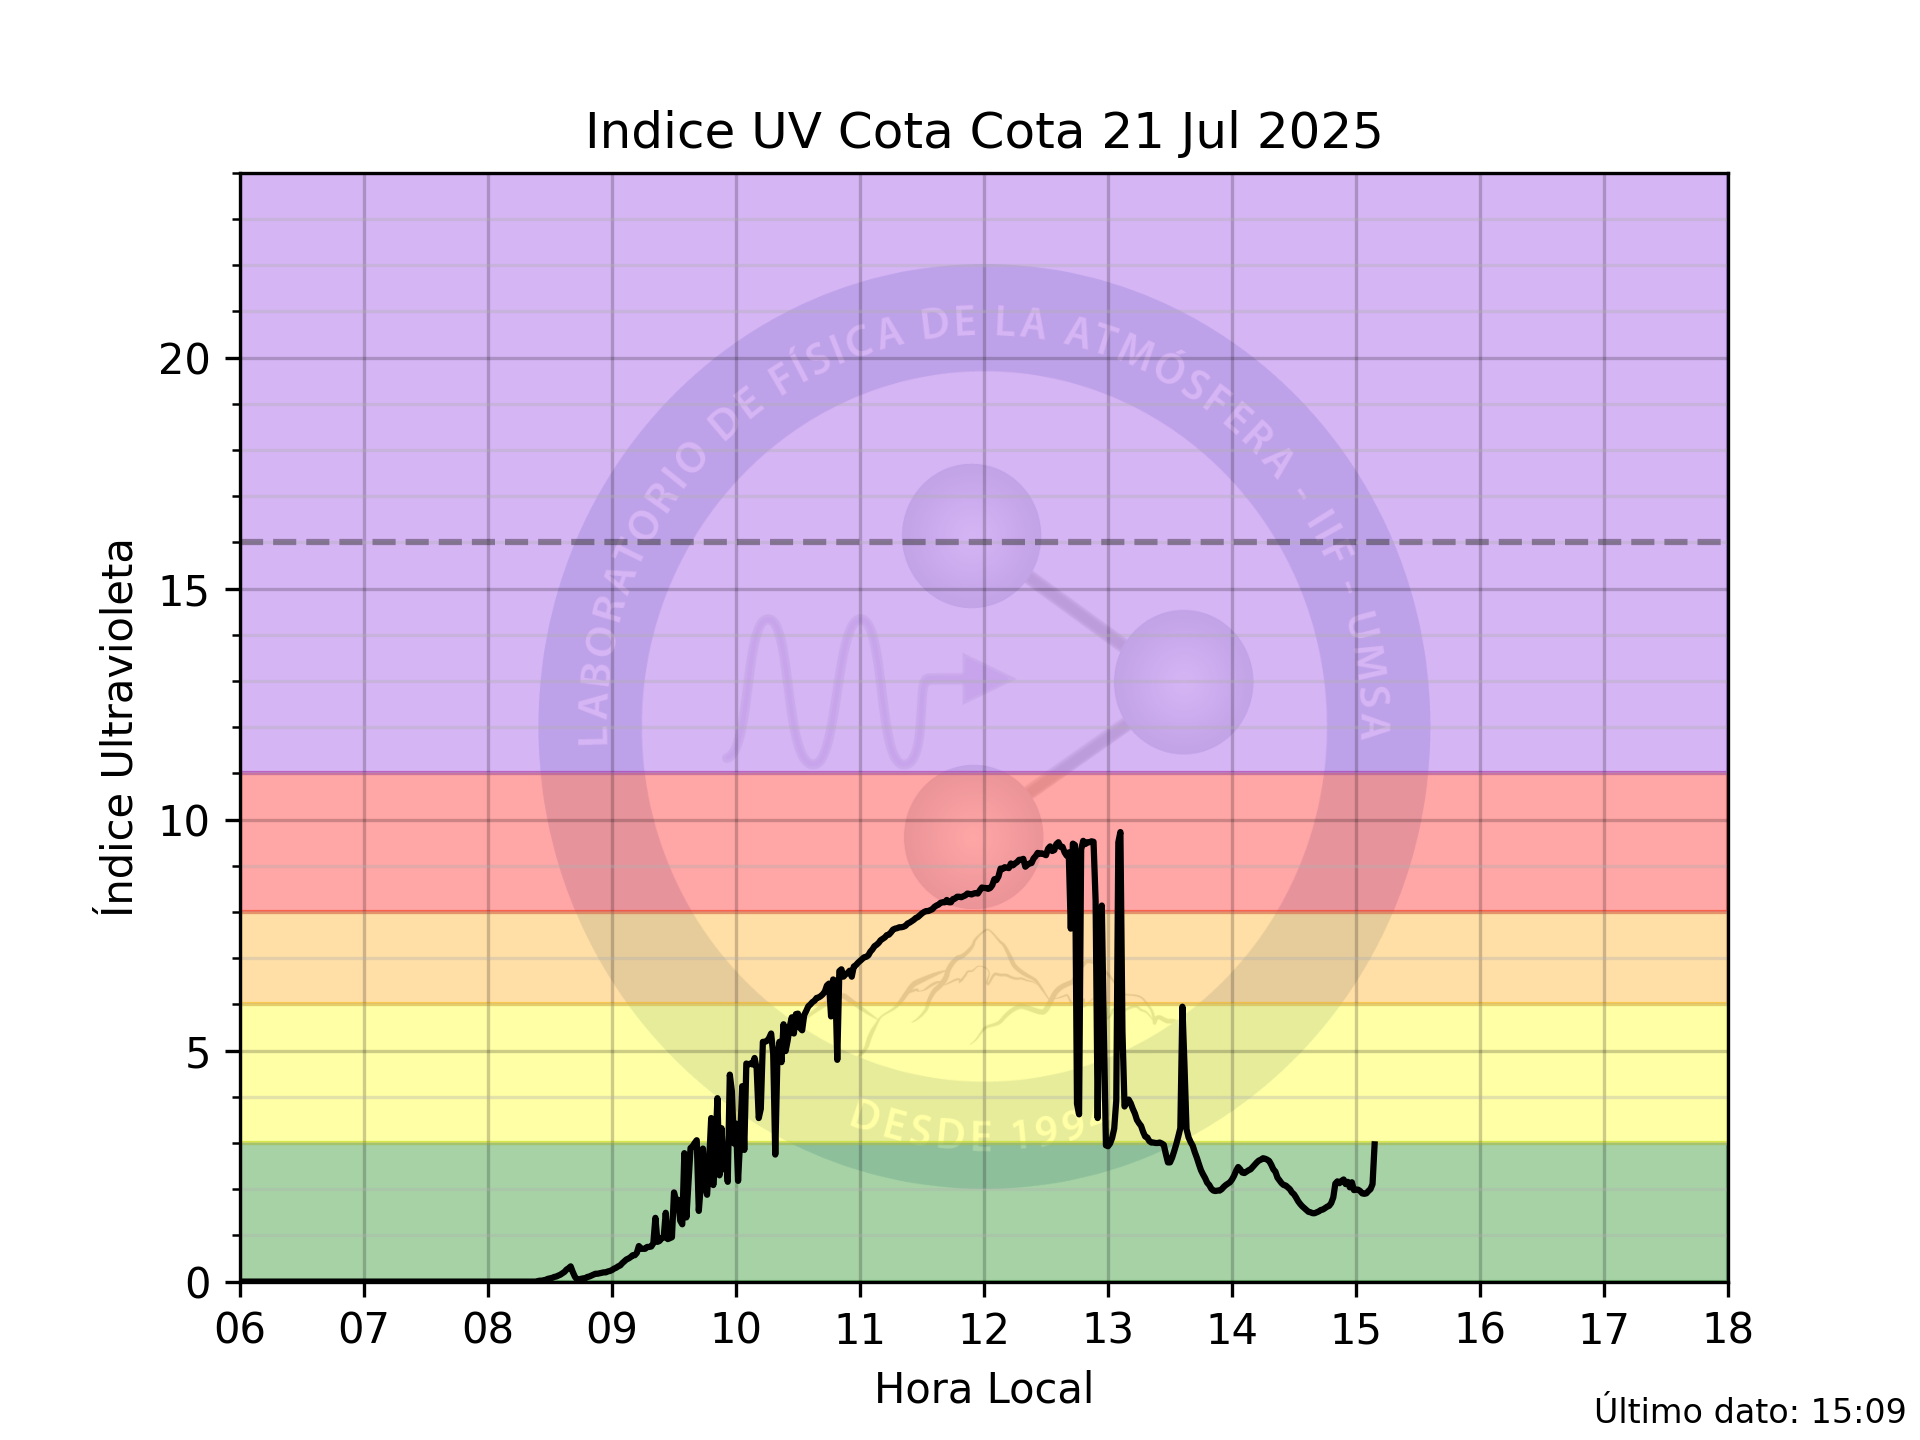 Indice UV Cota Cota 21 Jul 2025
LABORATORIO DE FÍSICA DE LA ATMÓSFERA - IIF - UMSA
20
15
10
5
0
Índice Ultravioleta
DESDE 1994
06 07 08 09 10 11 12 13 14 15 16 17 18
Hora Local
Último dato: 15:09